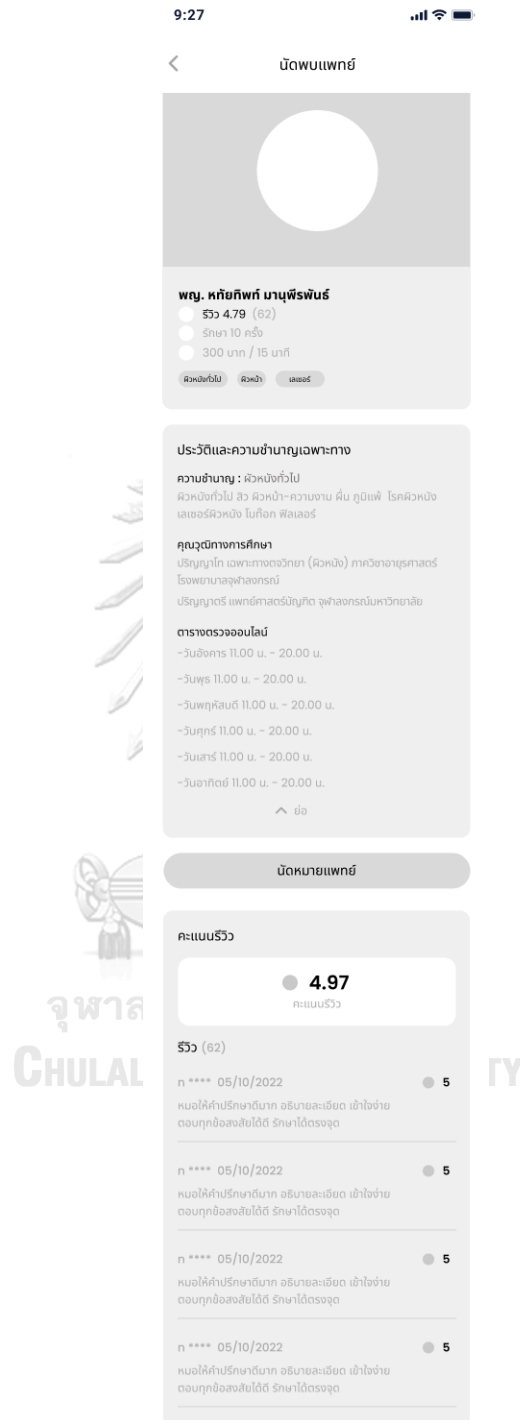 9:27
นัดพบแพทย์
พญ. หทัยทิพท์ มานุพีรพันธ์
รีวิว 4.79 (62)
รักษา 10 ครั้ง
300 บาท / 15 นาที
ผิวหนังทั่วไป ผิวหน้า เลเซอร์
ประวัติและความชำนาญเฉพาะทาง
ความชำนาญ : ผิวหนังทั่วไป
ผิวหนังทั่วไป สิว ผิวหน้า-ความงาม ผื่น ภูมิแพ้ โรคผิวหนัง
เลเซอร์ผิวหนัง โบท็อก ฟิลเลอร์
คุณวุฒิทางการศึกษา
ปริญญาโท เฉพาะทางตจวิทยา (ผิวหนัง) ภาควิชาอายุรศาสตร์
โรงพยาบาลจุฬาลงกรณ์
ปริญญาตรี แพทย์ศาสตร์บัญฑิต จุฬาลงกรณ์มหาวิทยาลัย
ตารางตรวจออนไลน์
-วันอังคาร 11.00 น. - 20.00 น.
-วันพุธ 11.00 น. - 20.00 น.
-วันพฤหัสบดี 11.00 น. - 20.00 น.
-วันศุกร์ 11.00 น. - 20.00 น.
-วันเสาร์ 11.00 น. - 20.00 น.
-วันอาทิตย์ 11.00 น. - 20.00 น.
ย่อ
นัดหมายแพทย์
คะแนนรีวิว
4.97
คะแนนรีวิว
รีวิว (62)
ก **** 05/10/2022 5
หมอให้คำปรึกษาดีมาก อธิบายละเอียด เข้าใจง่าย
ตอบทุกข้อสงสัยได้ดี รักษาได้ตรงจุด
ก **** 05/10/2022 5
หมอให้คำปรึกษาดีมาก อธิบายละเอียด เข้าใจง่าย
ตอบทุกข้อสงสัยได้ดี รักษาได้ตรงจุด
ก **** 05/10/2022 5
หมอให้คำปรึกษาดีมาก อธิบายละเอียด เข้าใจง่าย
ตอบทุกข้อสงสัยได้ดี รักษาได้ตรงจุด
ก **** 05/10/2022 5
หมอให้คำปรึกษาดีมาก อธิบายละเอียด เข้าใจง่าย
ตอบทุกข้อสงสัยได้ดี รักษาได้ตรงจุด
จุฬาล
CHULAL TY